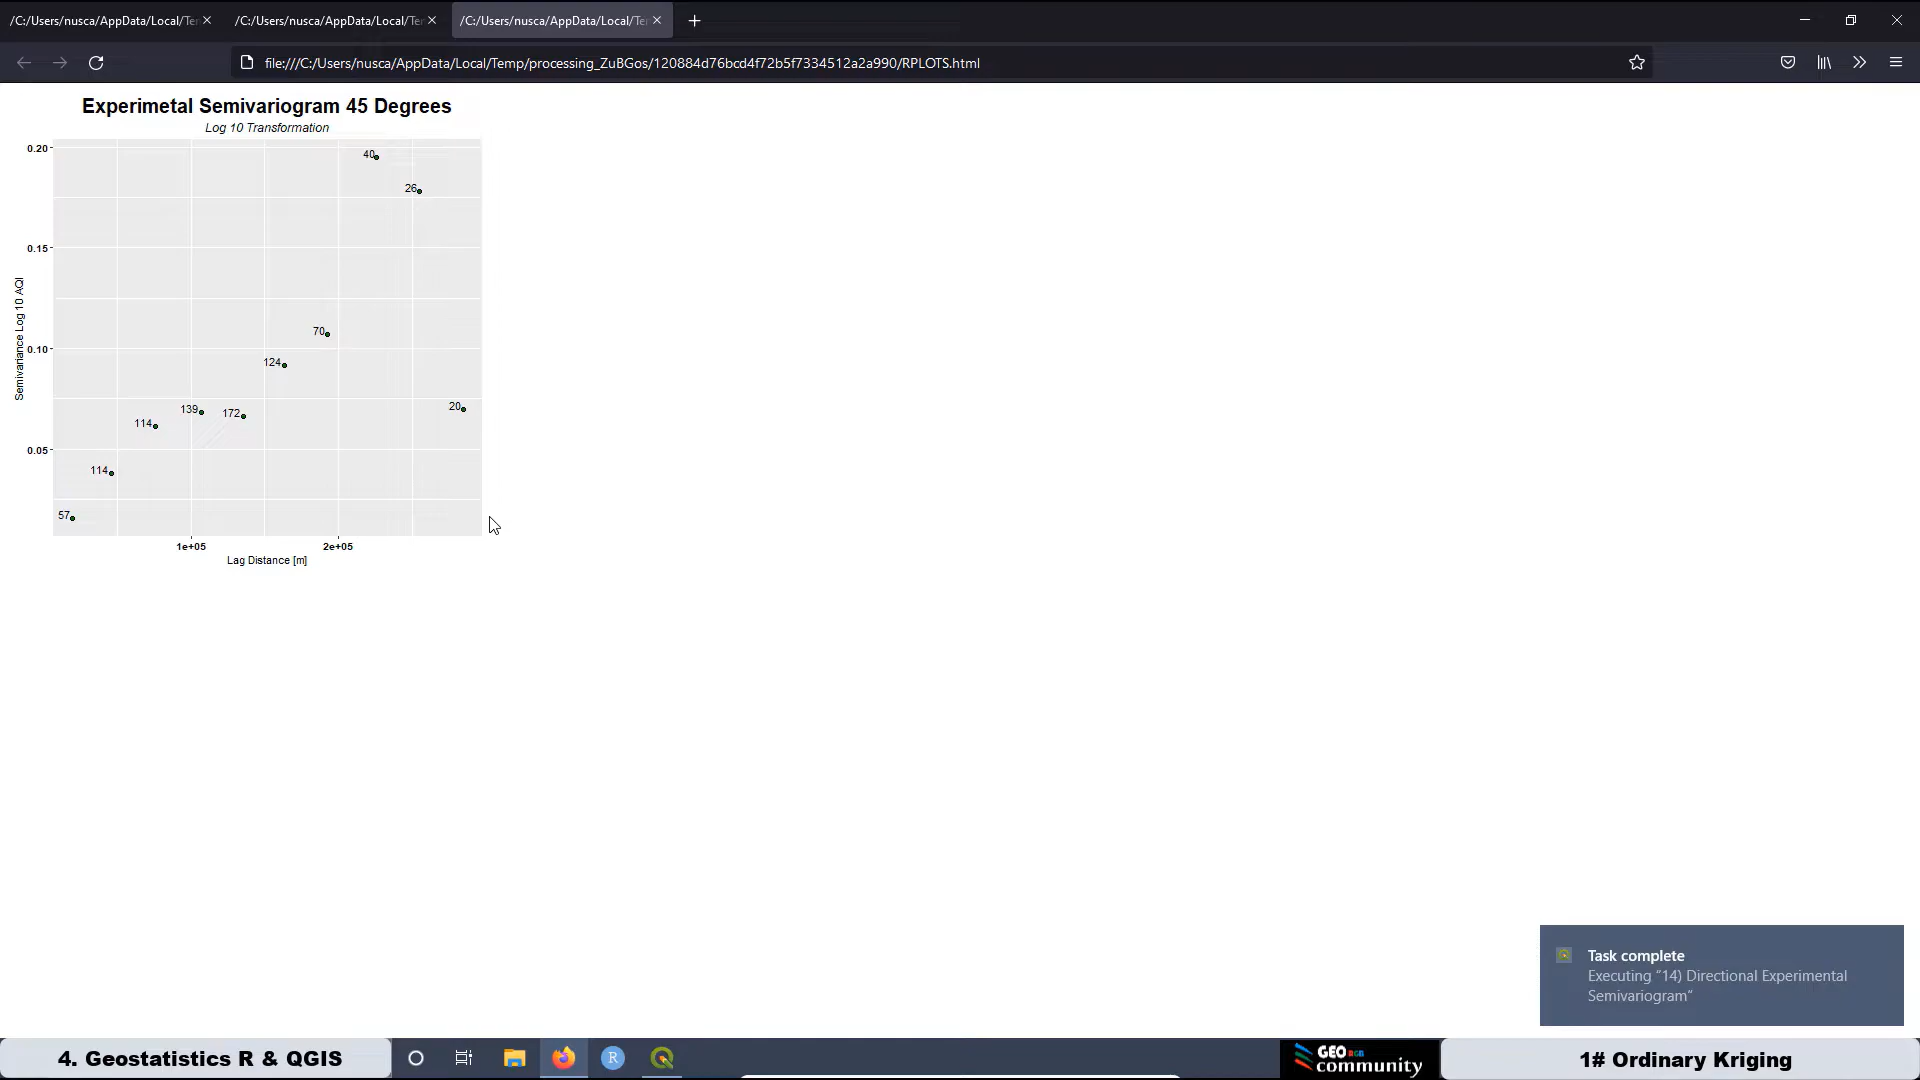 /C:/Users/nusca/AppData/Local/Te
/C:/Users/nusca/AppData/Local/Te
/C:/Users/nusca/AppData/Local/Te
file:///C:/Users/nusca/AppData/Local/Temp/processing_ZuBGos/120884d76bcd4f72b5f7334512a2a990/RPLOTS.html
Experimetal Semivariogram 45 Degrees
Log 10 Transformation
Semivariance Log 10 AQI
0.20
0.15
0.10
0.05
40
26
70
124
139
172
20
114
114
57
1e+05
2e+05
Lag Distance [m]
Task complete
Executing “14) Directional Experimental
Semivariogram”
4. Geostatistics R & QGIS
R
GEO RGB
community
1# Ordinary Kriging